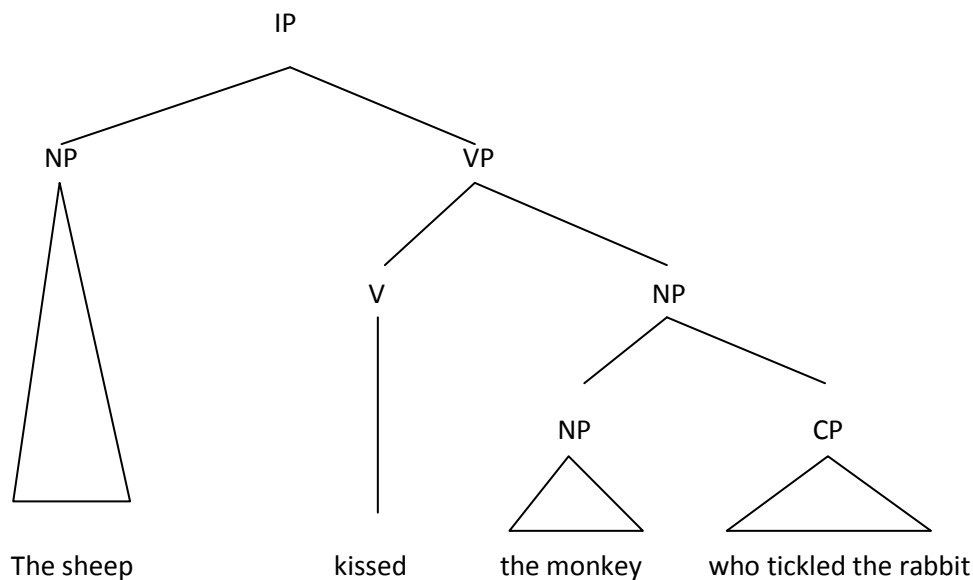 IP
NP VP
V NP
NP CP
The sheep kissed the monkey who tickled the rabbit